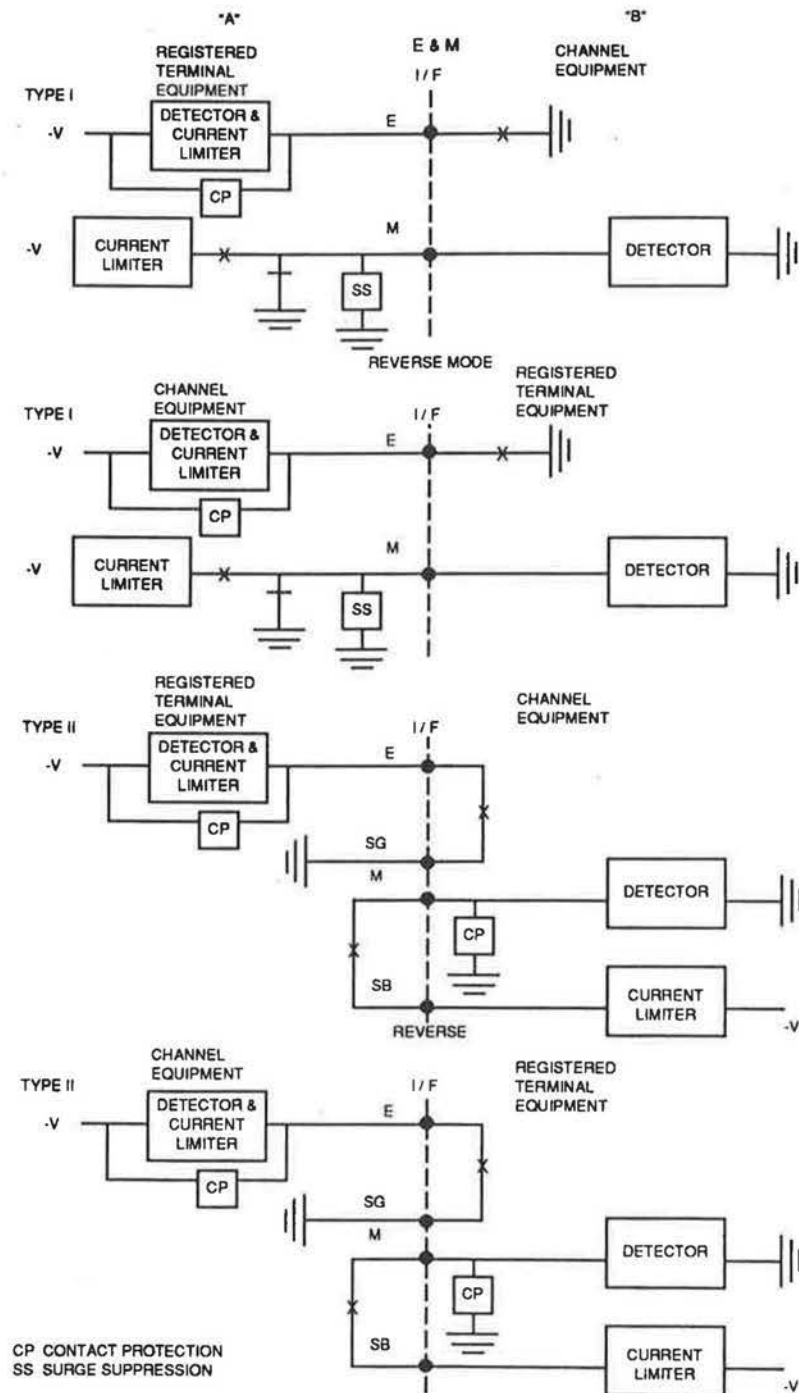 "A"
"B"
E & M
REGISTERED
TERMINAL
EQUIPMENT
I / F
CHANNEL
EQUIPMENT
TYPE I
-V
DETECTOR &
CURRENT
LIMITER
E
CP
M
-V
CURRENT
LIMITER
SS
DETECTOR
REVERSE MODE
CHANNEL
EQUIPMENT
I / F
REGISTERED
TERMINAL
EQUIPMENT
TYPE I
-V
DETECTOR &
CURRENT
LIMITER
E
CP
M
-V
CURRENT
LIMITER
SS
DETECTOR
REGISTERED
TERMINAL
EQUIPMENT
I / F
CHANNEL
EQUIPMENT
TYPE II
-V
DETECTOR &
CURRENT
LIMITER
E
CP
SG
M
DETECTOR
CP
SB
CURRENT
LIMITER
-V
REVERSE
CHANNEL
EQUIPMENT
I / F
REGISTERED
TERMINAL
EQUIPMENT
TYPE II
-V
DETECTOR &
CURRENT
LIMITER
E
CP
SG
M
DETECTOR
CP
SB
CURRENT
LIMITER
-V
CP CONTACT PROTECTION
SS SURGE SUPPRESSION